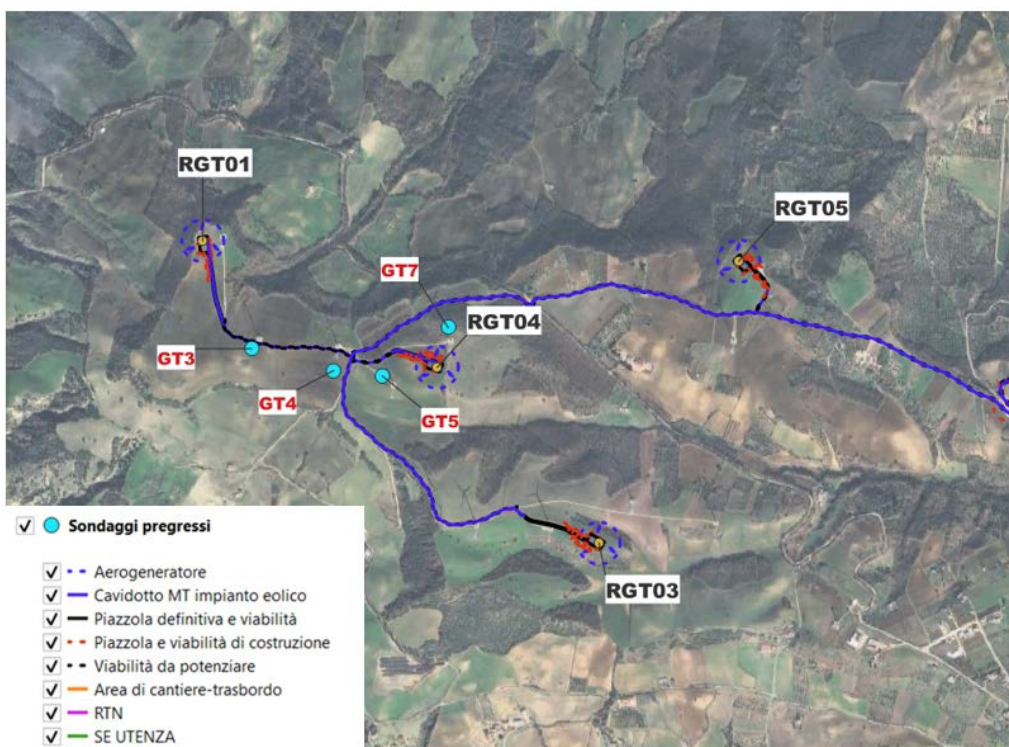 RGT01
RGT05
GT7
RGT04
GT3
GT4
GT5
RGT03
Sondaggi pregressi
Aerogeneratore
Cavidotto MT impianto eolico
Piazzola definitiva e viabilità
Piazzola e viabilità di costruzione
Viabilità da potenziare
Area di cantiere-trasbordo
RTN
SE UTENZA